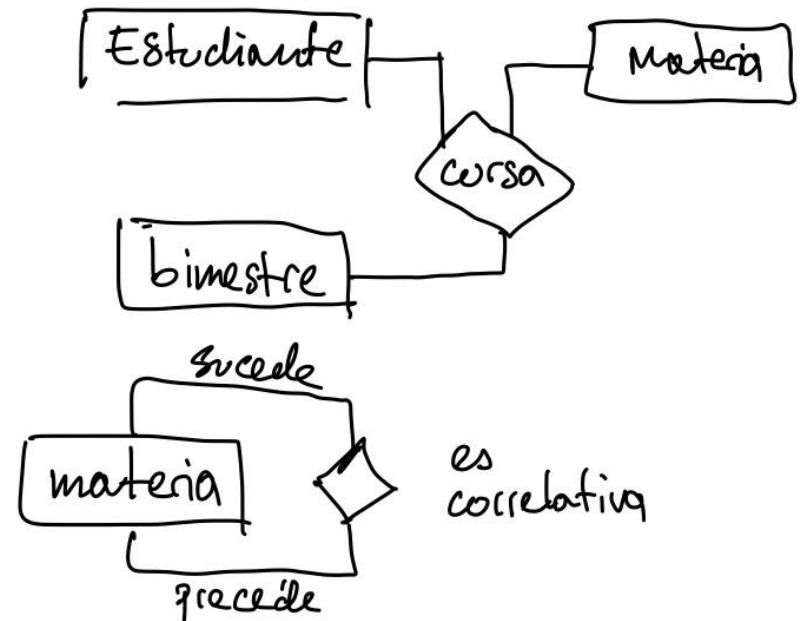 Estudiante
Materia
cursa
bimestre
sucede
materia
es
correlativa
precede